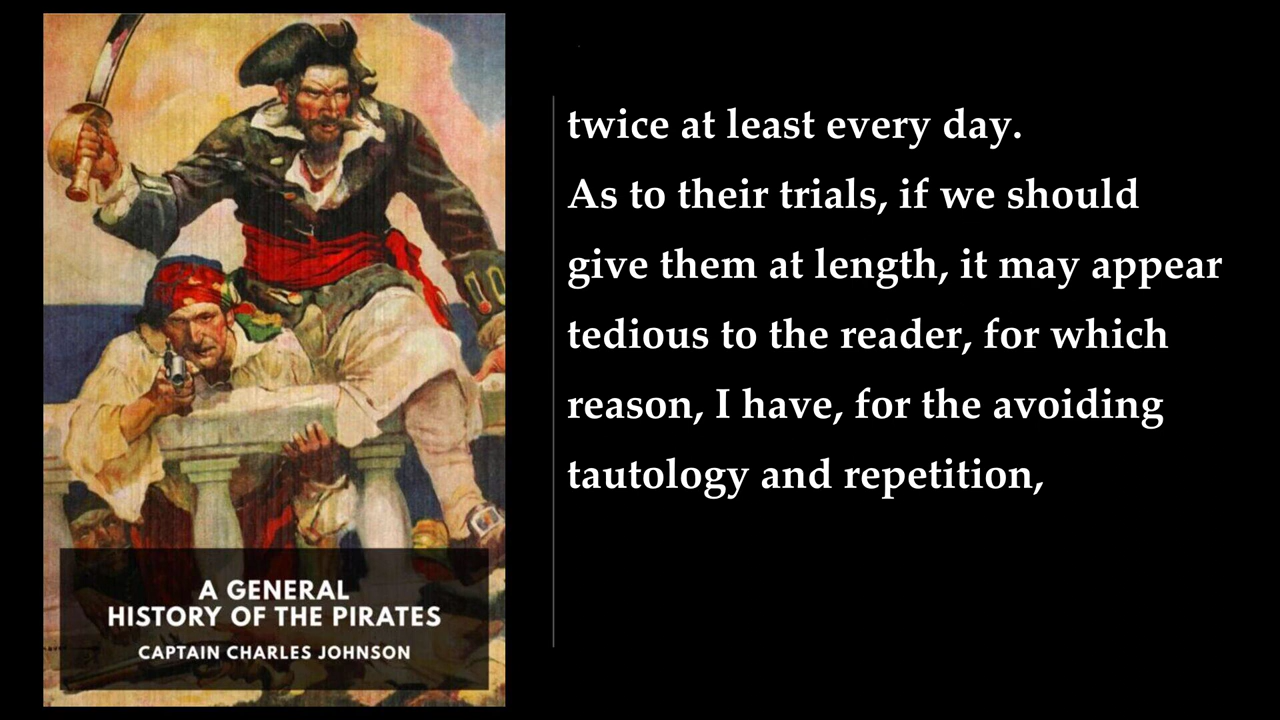 twice at least every day.
As to their trials, if we should
give them at length, it may appear
tedious to the reader, for which
reason, I have, for the avoiding
tautology and repetition,
A GENERAL
HISTORY OF THE PIRATES
CAPTAIN CHARLES JOHNSON